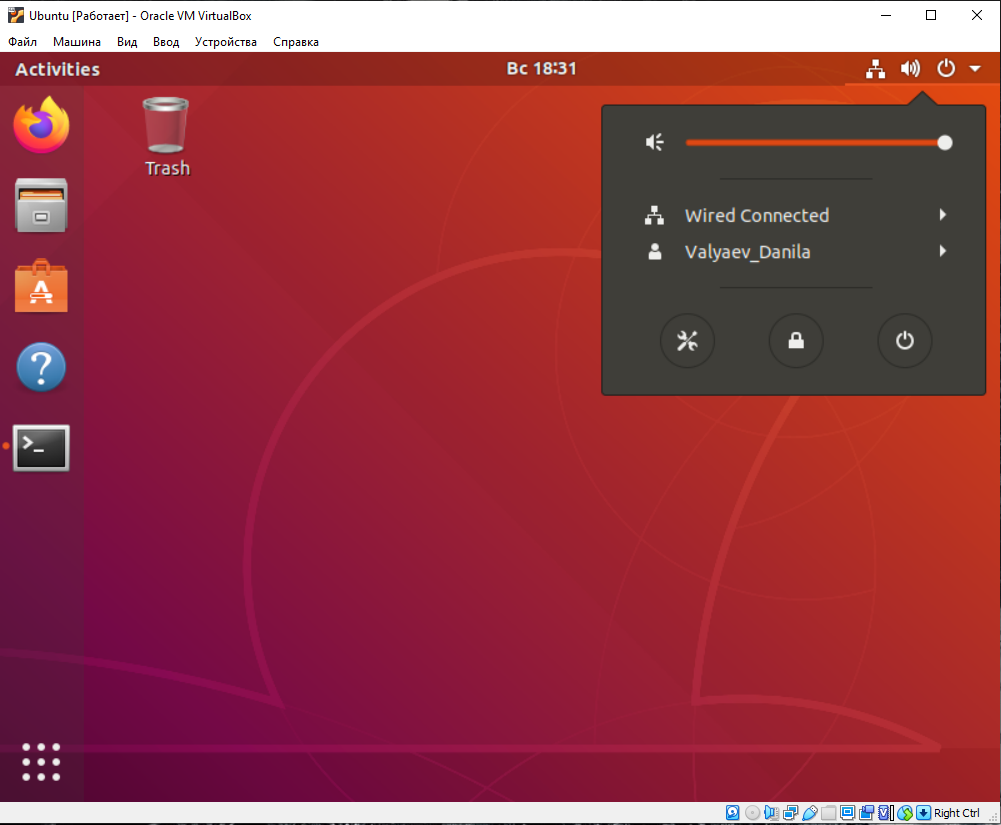 Ubuntu [Работает] - Oracle VM VirtualBox
Файл Машина Вид Ввод Устройства Справка
Activities Вс 18:31
Trash
Wired Connected
Valyaev_Danila
Right Ctrl